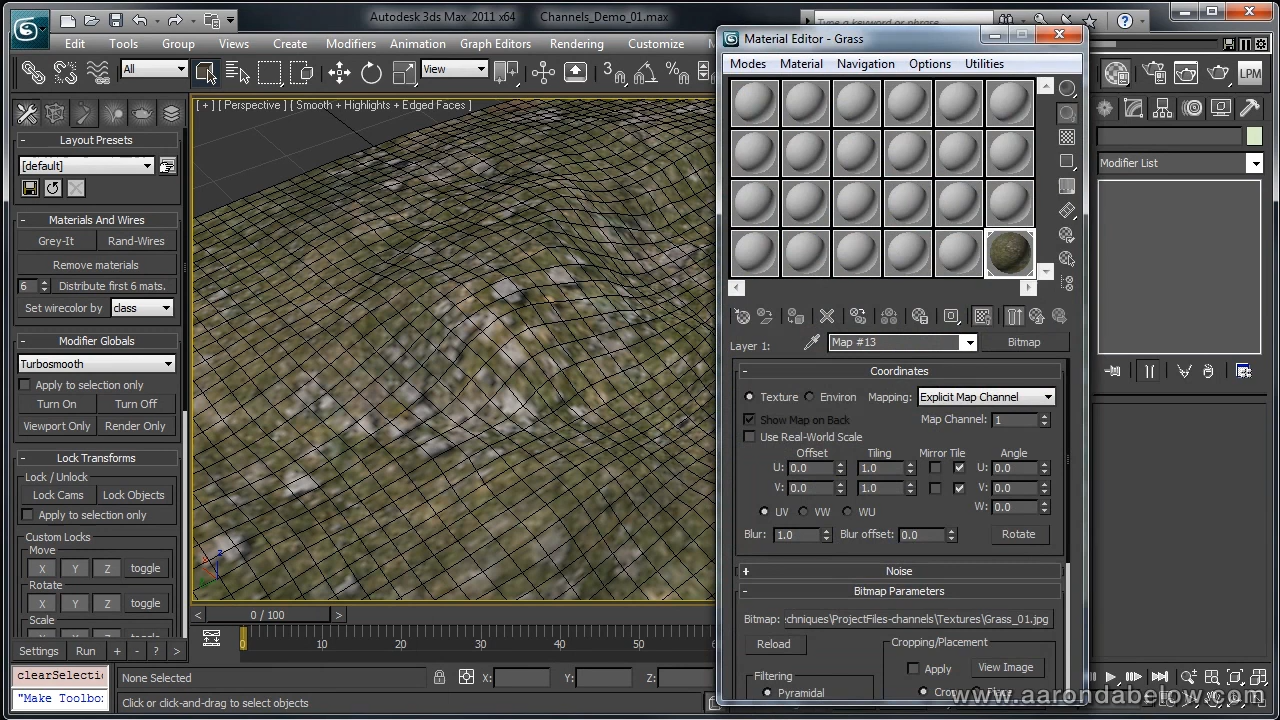 Autodesk 3ds Max 2011 x64 Channels_Demo_01.max
Type a keyword or phrase
Edit Tools Group Views Create Modifiers Animation Graph Editors Rendering Customize
All
View
3
LPM
[ + ] [ Perspective ] [ Smooth + Highlights + Edged Faces ]
- Layout Presets
[default]
- Materials And Wires
Grey-It Rand-Wires
Remove materials
6 Distribute first 6 mats.
Set wirecolor by class
- Modifier Globals
Turbosmooth
Apply to selection only
Turn On Turn Off
Viewport Only Render Only
- Lock Transforms
Lock / Unlock
Lock Cams Lock Objects
Apply to selection only
Custom Locks
Move
X Y Z toggle
Rotate
X Y Z toggle
Scale
Settings Run + - ? >
clearSelecti
"Make Toolbo:
z
< 0 / 100 >
0 10 20 30 40 50
None Selected X: Y: Z:
Click or click-and-drag to select objects
Material Editor - Grass
Modes Material Navigation Options Utilities
Layer 1: Map #13 Bitmap
- Coordinates
Texture Environ Mapping: Explicit Map Channel
Show Map on Back Map Channel: 1
Use Real-World Scale
Offset Tiling Mirror Tile Angle
U: 0.0 1.0 U: 0.0
V: 0.0 1.0 V: 0.0
W: 0.0
UV VW WU
Blur: 1.0 Blur offset: 0.0 Rotate
+ Noise
- Bitmap Parameters
Bitmap: :chniques\ProjectFiles-channels\Textures\Grass_01.jpg
Reload
Cropping/Placement
Apply View Image
Filtering
Pyramidal
Crop Place
Modifier List
www.aarondabelow.com